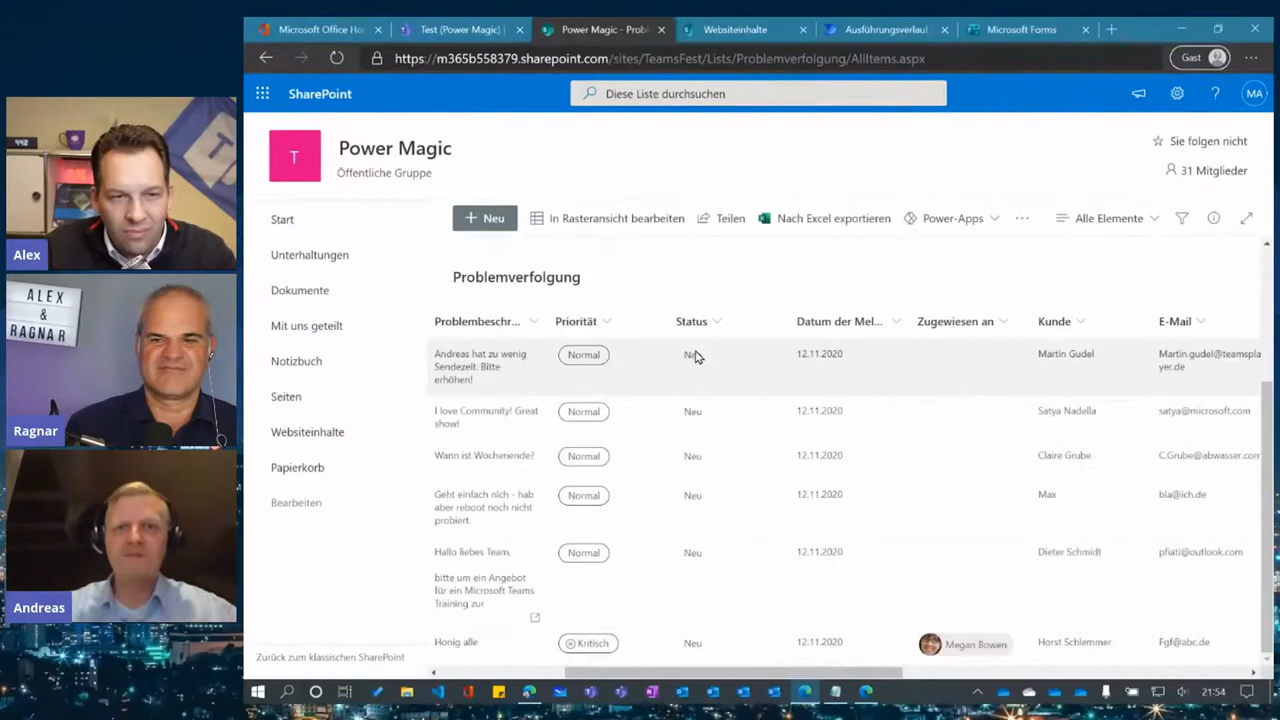 Microsoft Office Ho
Test (Power Magic) |
Power Magic - Prob
Websiteinhalte
Ausführungsverlauf
Microsoft Forms
https://m365b558379.sharepoint.com/sites/TeamsFest/Lists/Problemverfolgung/AllItems.aspx
Gast
SharePoint
Diese Liste durchsuchen
MA
T
Power Magic
Öffentliche Gruppe
Sie folgen nicht
31 Mitglieder
Start
Unterhaltungen
Dokumente
Mit uns geteilt
Notizbuch
Seiten
Websiteinhalte
Papierkorb
Bearbeiten
Zurück zum klassischen SharePoint
+ Neu
In Rasteransicht bearbeiten
Teilen
Nach Excel exportieren
Power-Apps
...
Alle Elemente
Problemverfolgung
Problembeschr... Priorität Status Datum der Mel... Zugewiesen an Kunde E-Mail
Andreas hat zu wenig Normal 12.11.2020 Martin Gudel Martin.gudel@teamspla
Sendezeit. Bitte yer.de
erhöhen!
I love Community! Great Normal Neu 12.11.2020 Satya Nadella satya@microsoft.com
show!
Wann ist Wochenende? Normal Neu 12.11.2020 Claire Grube C.Grube@abwasser.com
Geht einfach nich - hab Normal Neu 12.11.2020 Max bla@ich.de
aber reboot noch nicht
probiert.
Hallo liebes Team, Normal Neu 12.11.2020 Dieter Schmidt pfiati@outlook.com
bitte um ein Angebot
für ein Microsoft Teams
Training zur
Honig alle Kritisch Neu 12.11.2020 Megan Bowen Horst Schlemmer Fgf@abc.de
21:54
Alex
ALEX
&
RAGNAR
Ragnar
Andreas